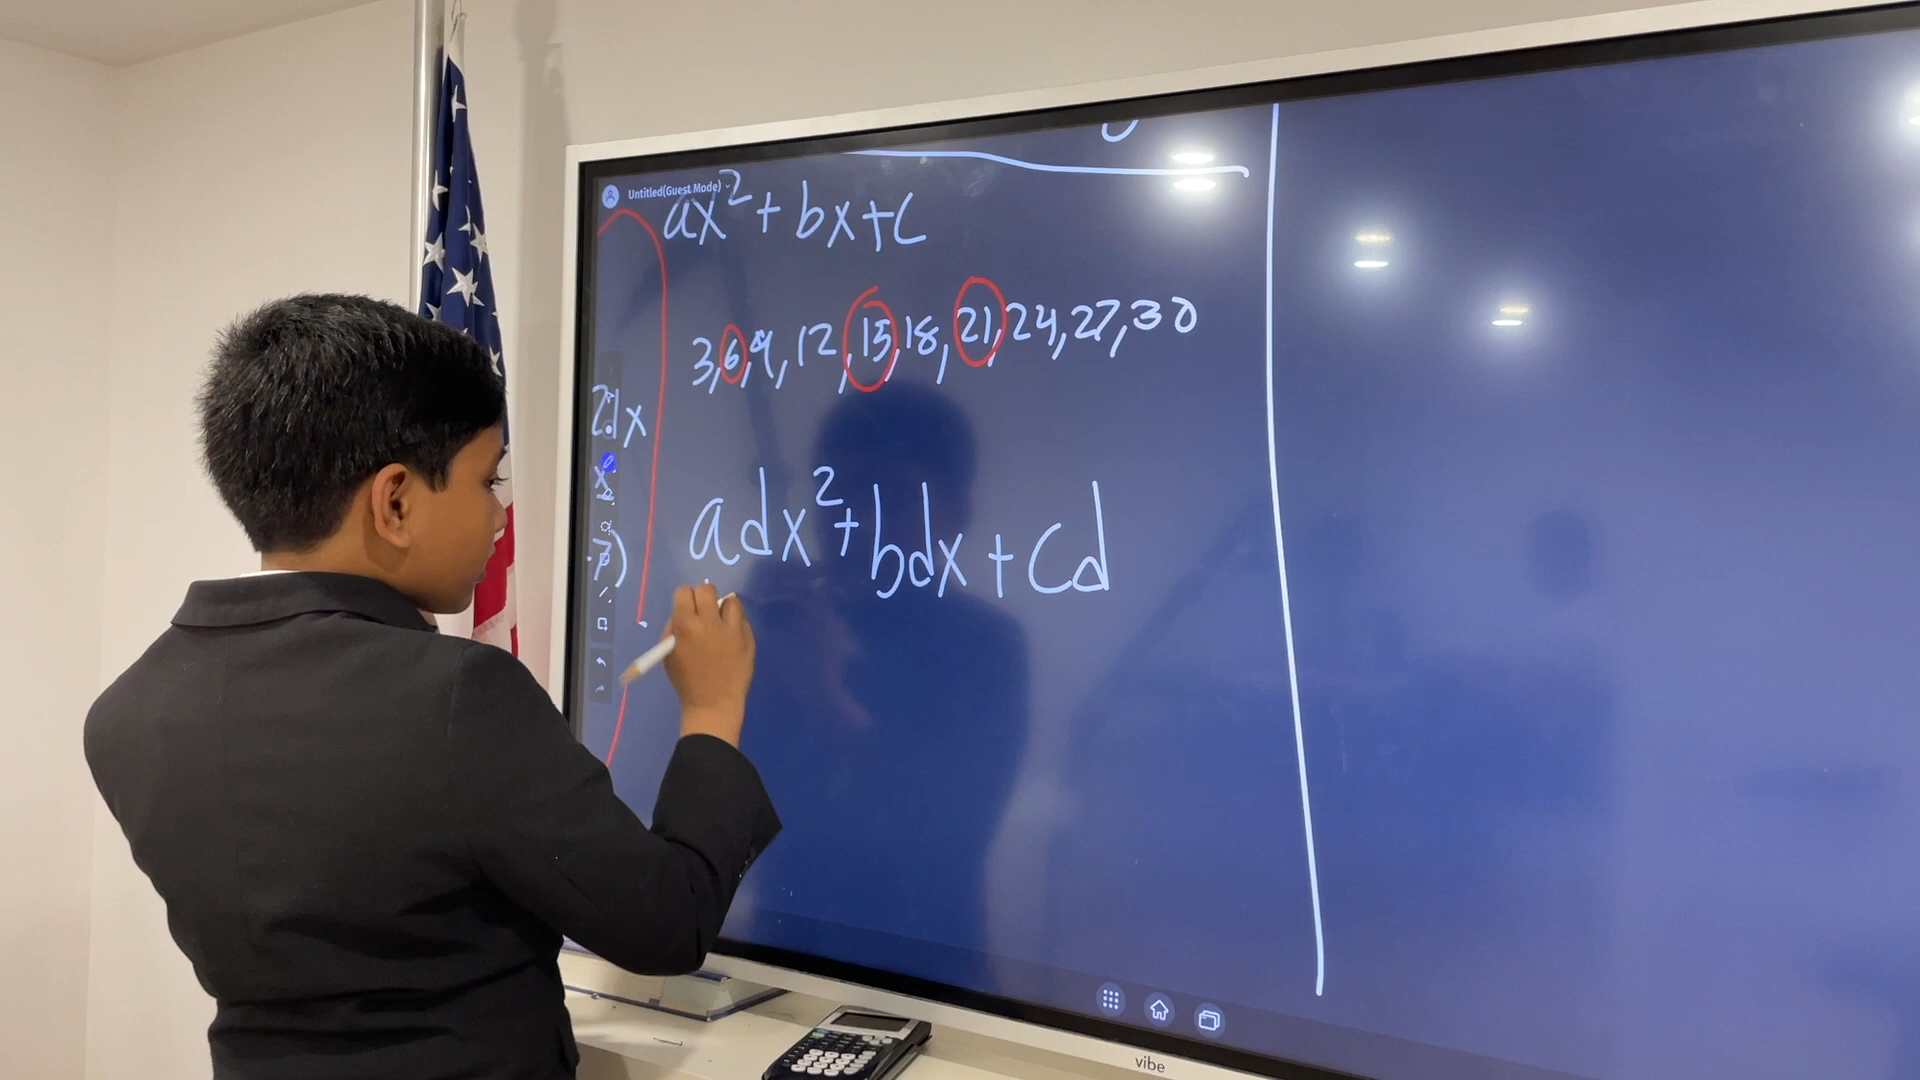 Untitled(Guest Mode)
ax² + bx + c
3, 6, 9, 12, 15, 18, 21, 24, 27, 30
21x
adx² + bdx + cd
7)
vibe